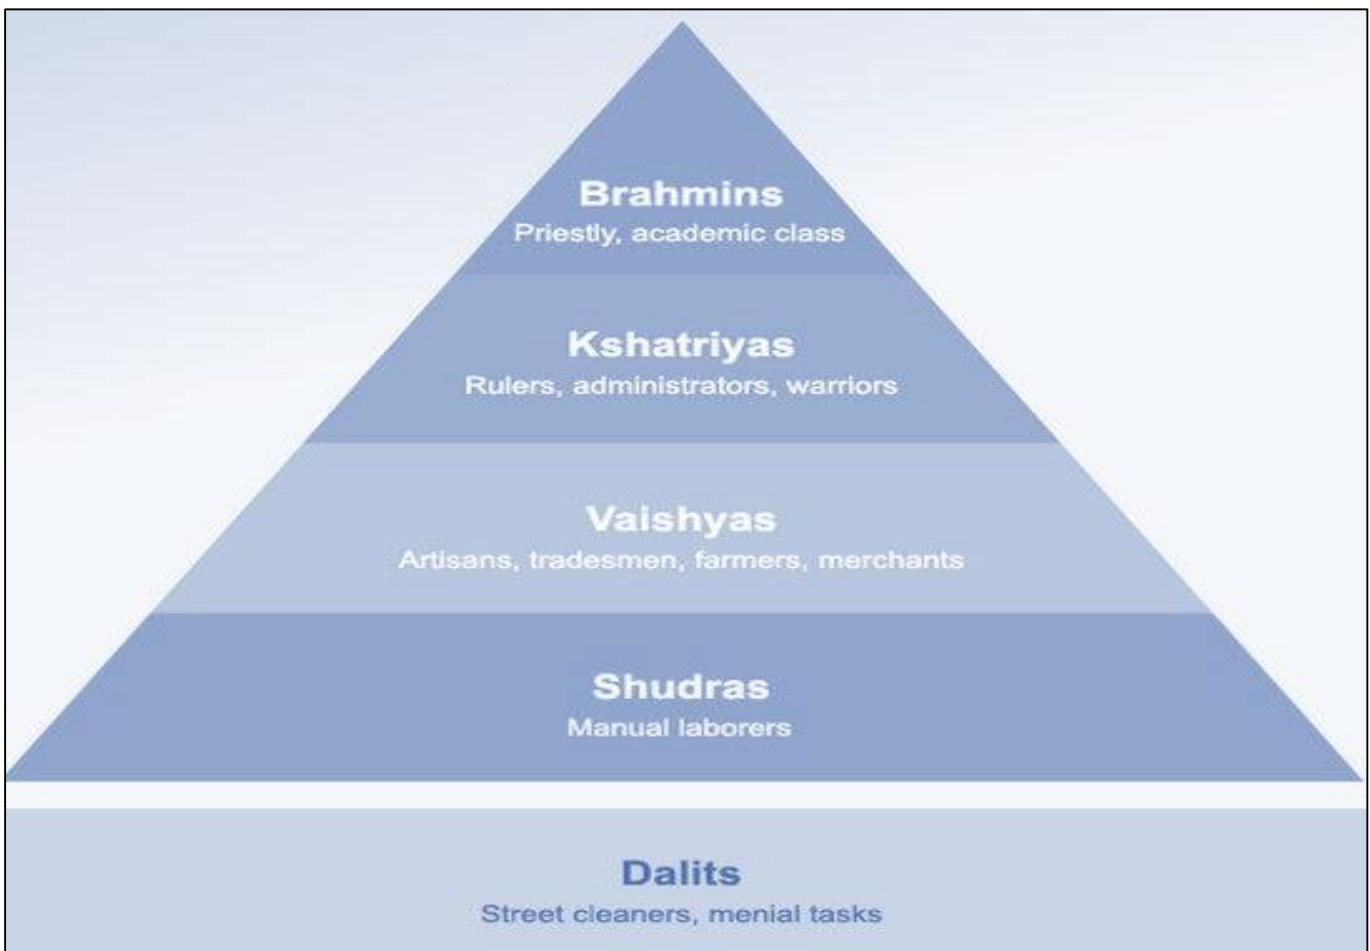 Brahmins
Priestly, academic class
Kshatriyas
Rulers, administrators, warriors
Vaishyas
Artisans, tradesmen, farmers, merchants
Shudras
Manual laborers
Dalits
Street cleaners, menial tasks